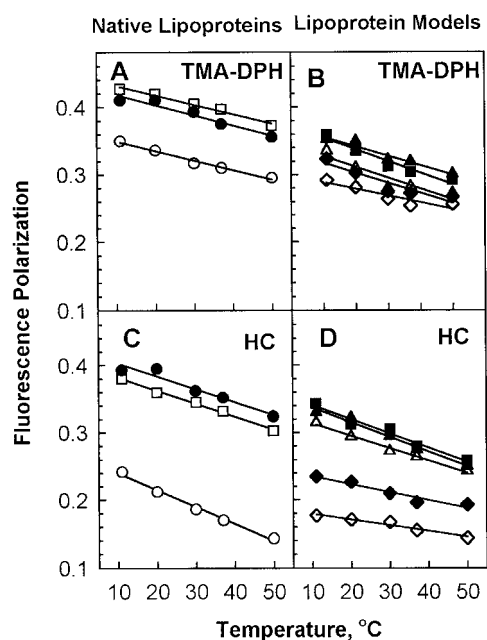 Native Lipoproteins Lipoprotein Models
A TMA-DPH
B TMA-DPH
0.4
0.3
0.2
0.1
C HC
D HC
0.4
0.3
0.2
0.1
Fluorescence Polarization
10 20 30 40 50 10 20 30 40 50
Temperature, °C